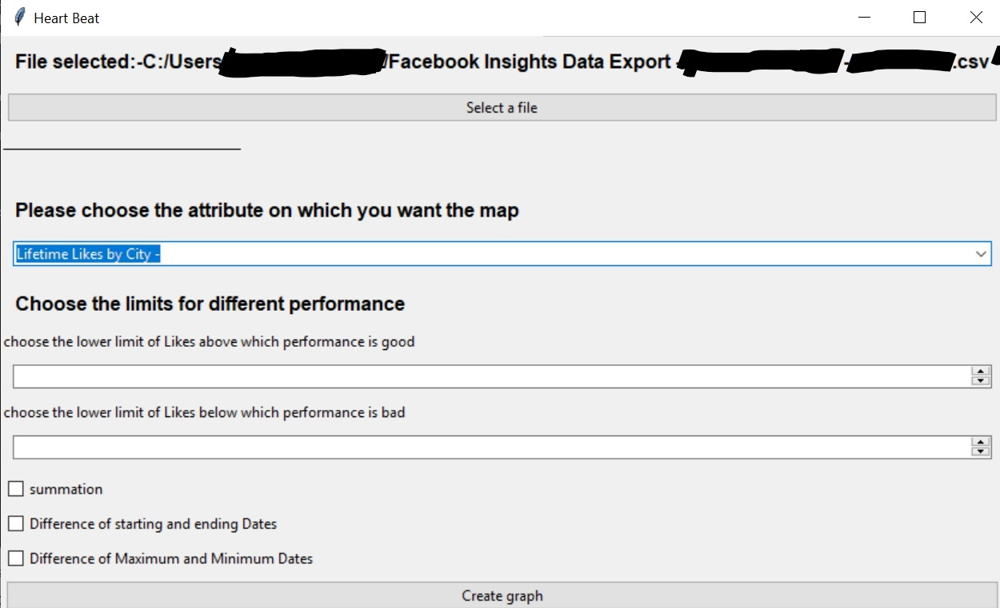 Heart Beat
File selected:-C:/Users /Facebook Insights Data Export - - .csv
Select a file
Please choose the attribute on which you want the map
Lifetime Likes by City -
Choose the limits for different performance
choose the lower limit of Likes above which performance is good
choose the lower limit of Likes below which performance is bad
summation
Difference of starting and ending Dates
Difference of Maximum and Minimum Dates
Create graph